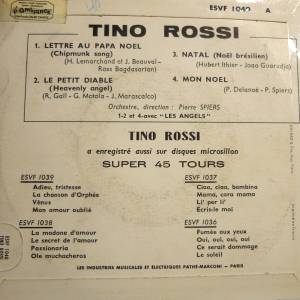 ESVF 1040 A
TINO ROSSI
1. LETTRE AU PAPA NOEL
(Chipmunk song)
(H. Lemarchand et J. Beauval -
Ross Bagdasarian)
2. LE PETIT DIABLE
(Heavenly angel)
(R. Gall - G. Motola - J. Marascalco)
3. NATAL (Noël brésilien)
(Hubert Ithier - Joao Guarudja)
4. MON NOEL
(P. Delanoë - P. Spiers)
Orchestre, direction : Pierre SPIERS
1-2 et 4-avec "LES ANGELS"
TINO ROSSI
a enregistré aussi sur disques microsillon
SUPER 45 TOURS
ESVF 1039
Adieu, tristesse
La chanson d'Orphée
Vénus
Mon amour oublié
ESVF 1038
La madone d'amour
Le secret de l'amour
Passionaria
Ole muchacheros
ESVF 1037
Ciao, ciao, bambina
Mama, cara mama
Li' per li'
Ecris-le moi
ESVF 1036
Fumée aux yeux
Oui, oui, oui, oui
Ce serait dommage
Le soleil
LES INDUSTRIES MUSICALES ET ELECTRIQUES PATHE-MARCONI - PARIS